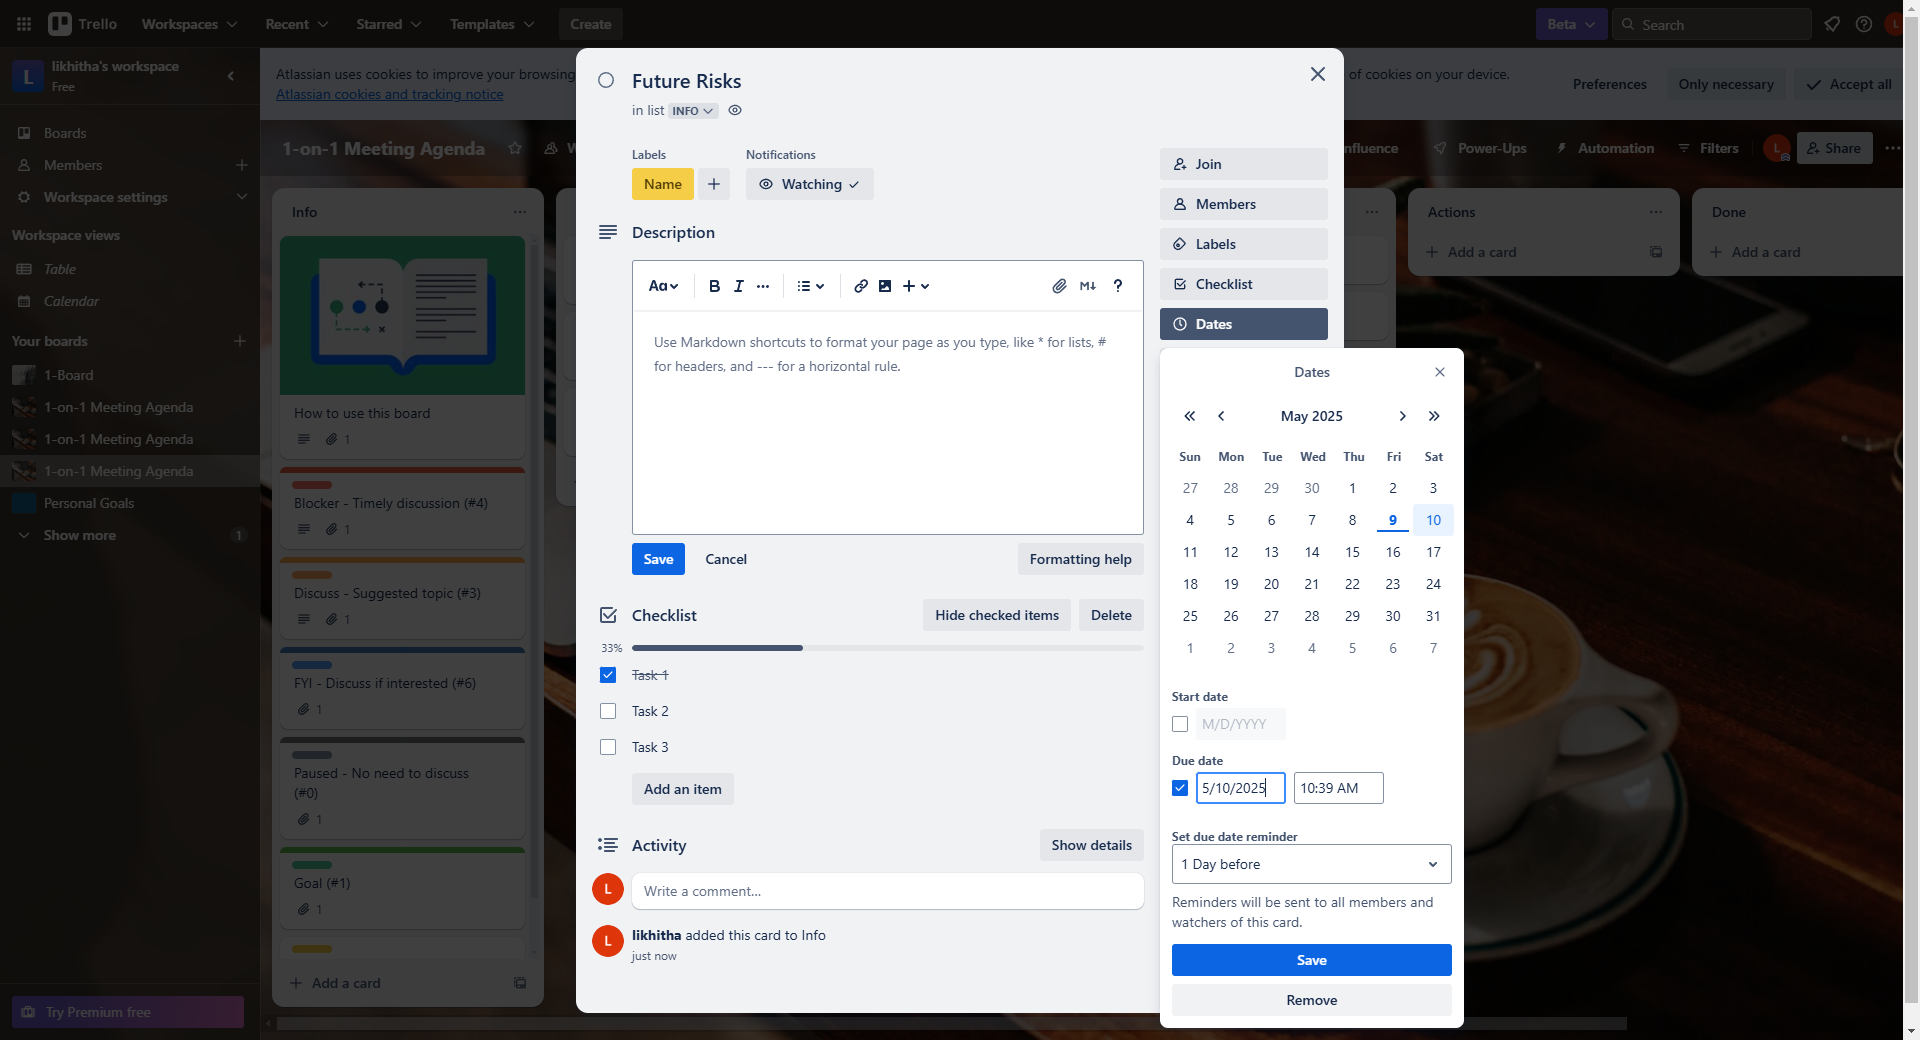 Trello
Workspaces
Recent
Starred
Templates
Create
Beta
Search
L
L
likhitha's workspace
Free
Atlassian uses cookies to improve your browsing
of cookies on your device.
Atlassian cookies and tracking notice
Preferences
Only necessary
Accept all
Boards
Members
Workspace settings
Workspace views
Table
Calendar
Your boards
1-Board
1-on-1 Meeting Agenda
1-on-1 Meeting Agenda
1-on-1 Meeting Agenda
Personal Goals
Show more
1
Try Premium free
1-on-1 Meeting Agenda
Power-Ups
Automation
Filters
L
Share
Info
How to use this board
1
Blocker - Timely discussion (#4)
1
Discuss - Suggested topic (#3)
1
FYI - Discuss if interested (#6)
1
Paused - No need to discuss
(#0)
1
Goal (#1)
1
Add a card
Actions
Add a card
Done
Add a card
Future Risks
in list INFO
Labels
Notifications
Name
Watching
Description
Aa
B I
M
?
Use Markdown shortcuts to format your page as you type, like * for lists, #
for headers, and --- for a horizontal rule.
Save
Cancel
Formatting help
Checklist
Hide checked items
Delete
33%
Task 1
Task 2
Task 3
Add an item
Activity
Show details
L
Write a comment...
L
likhitha added this card to Info
just now
Join
Members
Labels
Checklist
Dates
Dates
May 2025
Sun Mon Tue Wed Thu Fri Sat
27 28 29 30 1 2 3
4 5 6 7 8 9 10
11 12 13 14 15 16 17
18 19 20 21 22 23 24
25 26 27 28 29 30 31
1 2 3 4 5 6 7
Start date
M/D/YYYY
Due date
5/10/2025
10:39 AM
Set due date reminder
1 Day before
Reminders will be sent to all members and
watchers of this card.
Save
Remove